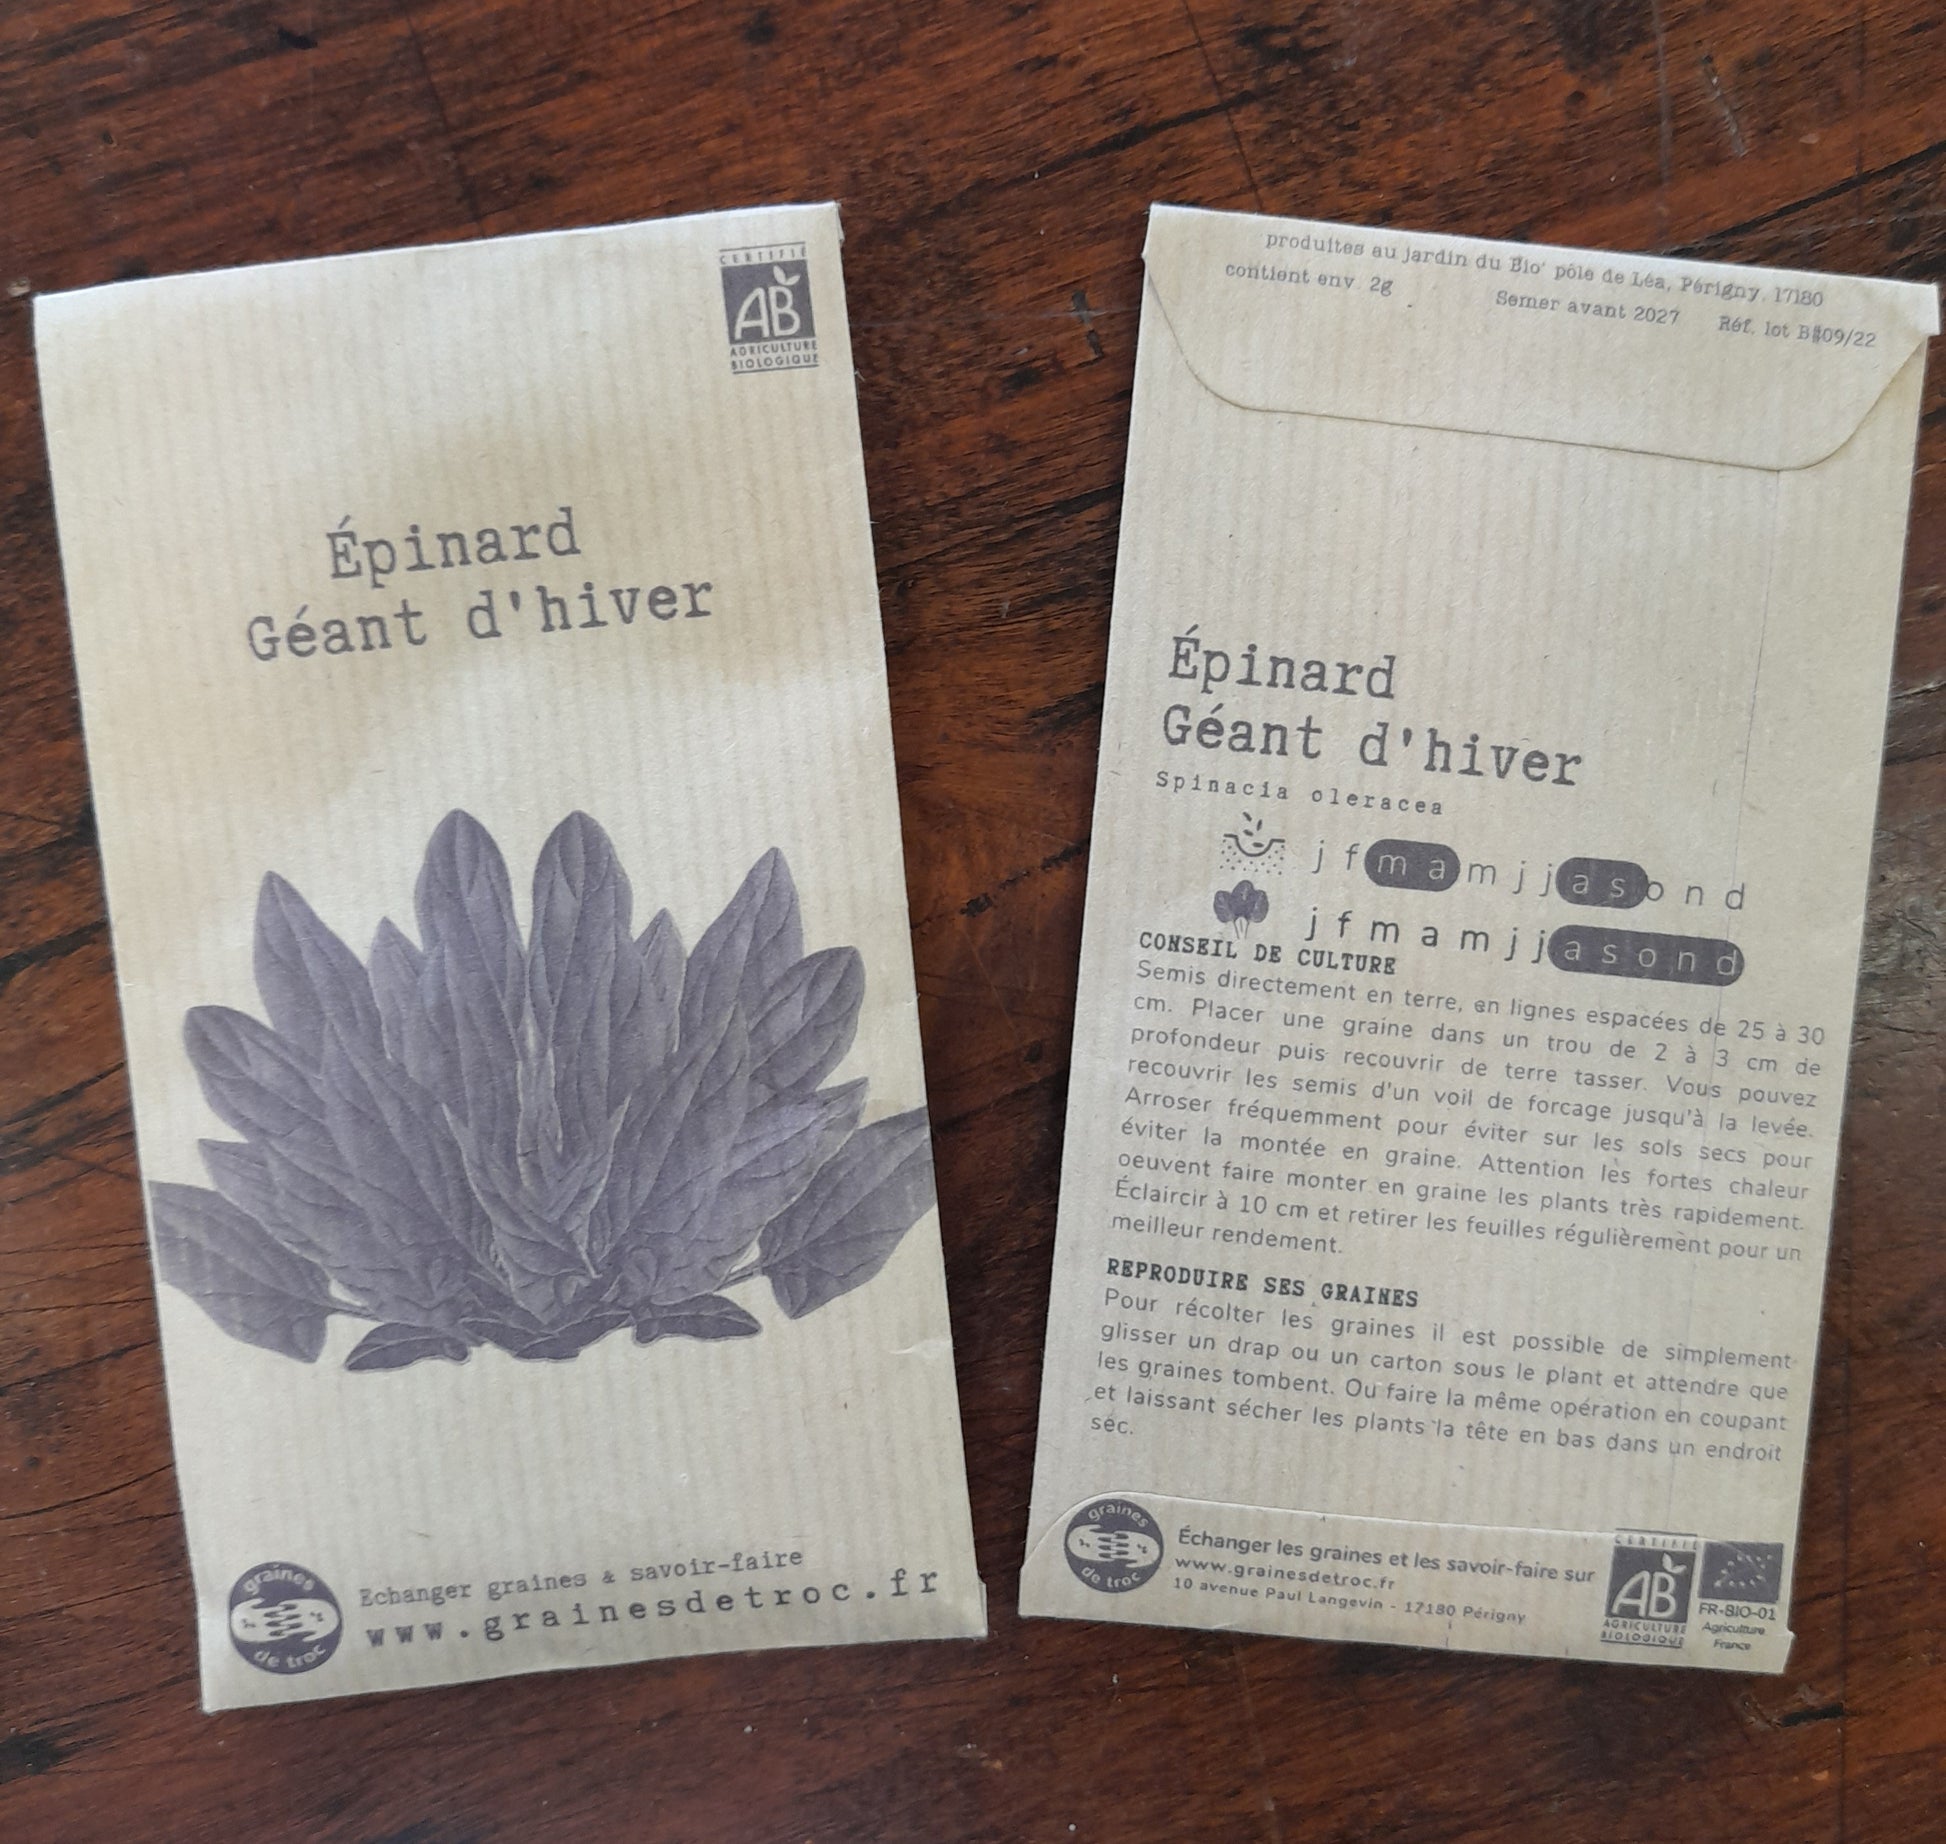 CERTIFIÉ
AB
AGRICULTURE
BIOLOGIQUE
Épinard
Géant d'hiver
graines
de troc
Echanger graines & savoir-faire
www.grainesdetroc.fr
produites au jardin du Bio' pôle de Léa, Périgny, 17180
contient env. 2g
Semer avant 2027 Réf. lot 09/22
Épinard
Géant d'hiver
Spinacia oleracea
j f m a m j j a s o n d
j f m a m j j a s o n d
CONSEIL DE CULTURE
Semis directement en terre, en lignes espacées de 25 à 30
cm. Placer une graine dans un trou de 2 à 3 cm de
profondeur puis recouvrir de terre tasser. Vous pouvez
recouvrir les semis d'un voil de forcage jusqu'à la levée.
Arroser fréquemment pour éviter sur les sols secs pour
éviter la montée en graine. Attention les fortes chaleur
oeuvent faire monter en graine les plants très rapidement.
Éclaircir à 10 cm et retirer les feuilles régulièrement pour un
meilleur rendement.
REPRODUIRE SES GRAINES
Pour récolter les graines il est possible de simplement
glisser un drap ou un carton sous le plant et attendre que
les graines tombent. Ou faire la même opération en coupant
et laissant sécher les plants la tête en bas dans un endroit
séc.
graines
de troc
Échanger les graines et les savoir-faire sur
www.grainesdetroc.fr
10 avenue Paul Langevin - 17180 Périgny
CERTIFIÉ
AB
AGRICULTURE
BIOLOGIQUE
FR-BIO-01
Agriculture
France